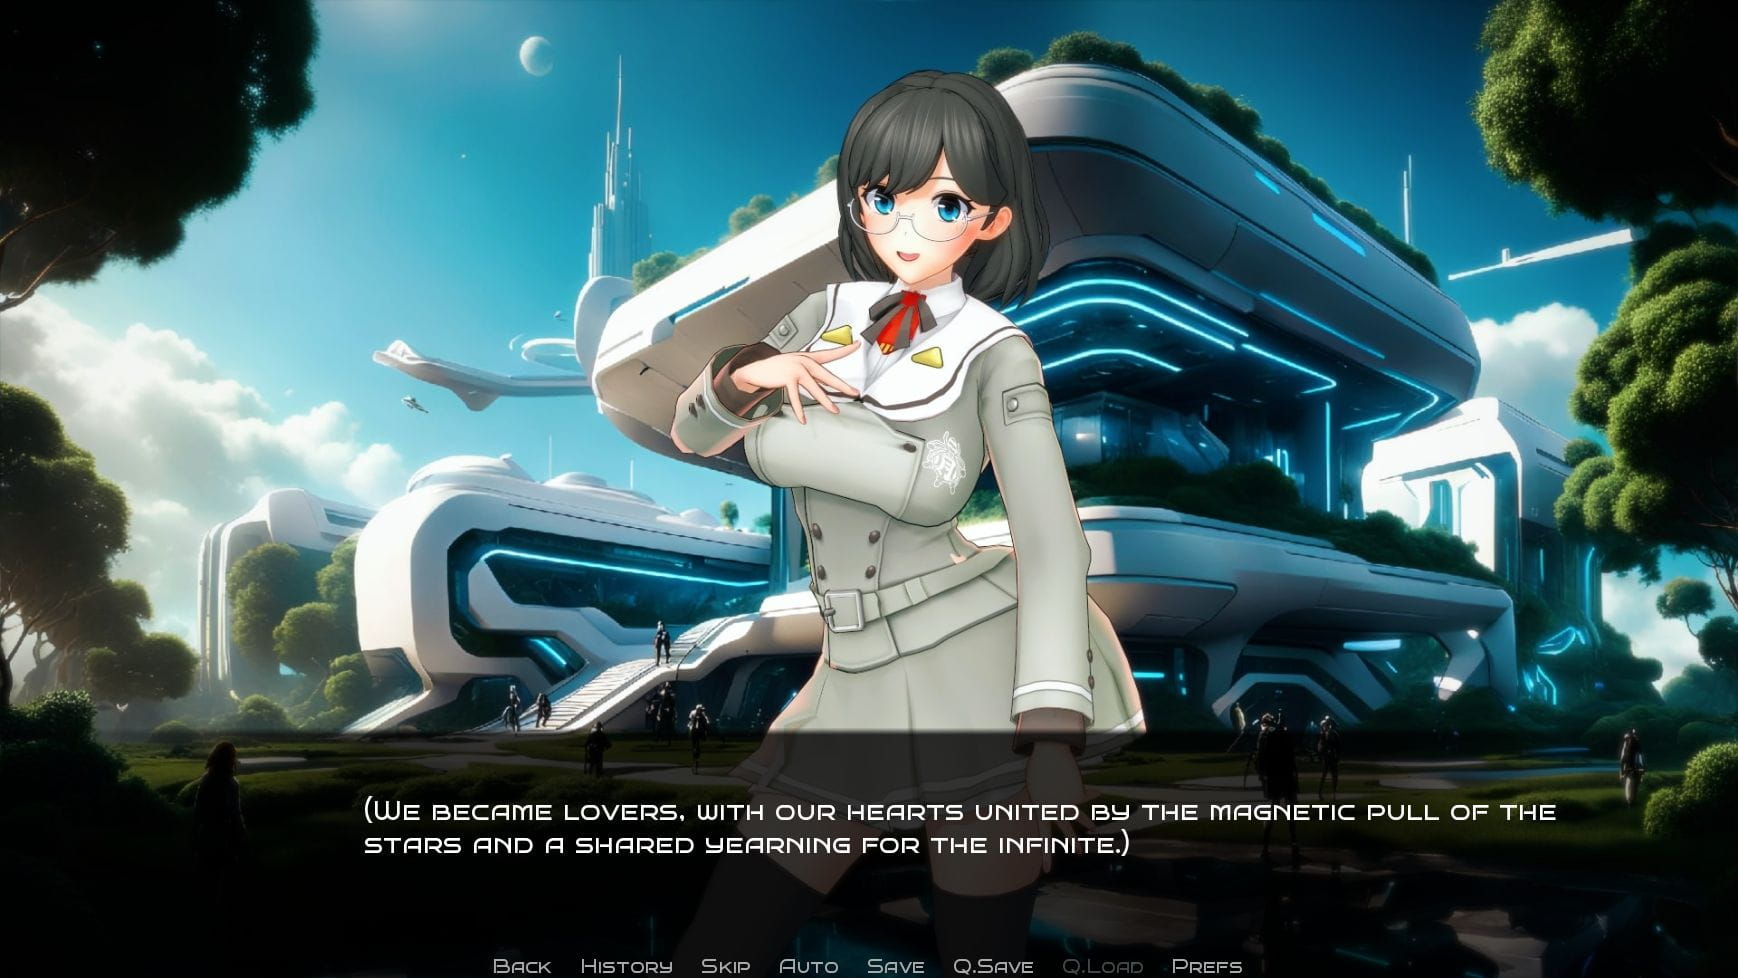 (We became lovers, with our hearts united by the magnetic pull of the
stars and a shared yearning for the infinite.)
Back History Skip Auto Save Q.Save Q.Load Prefs